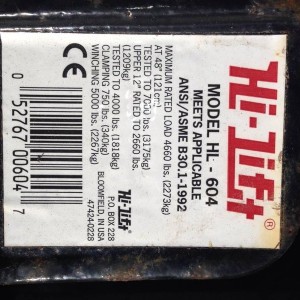 Hi-Lift®
MODEL HL - 604
MEETS APPLICABLE
ANSI/ASME B30.1-1992
MAXIMUM RATED LOAD 4660 lbs. (2273kg)
AT 48" (121cm)
TESTED TO 7000 lbs. (3175kg)
UPPER 12" RATED TO 2660 lbs.
(1209kg)
TESTED TO 4000 lbs. (1818kg)
CLAMPING 750 lbs. (340kg)
WINCHING 5000 lbs. (2267kg)
CE
Hi-Lift
P.O. BOX 228
BLOOMFIELD, IN USA
47424-0228
0 52767 00604 7